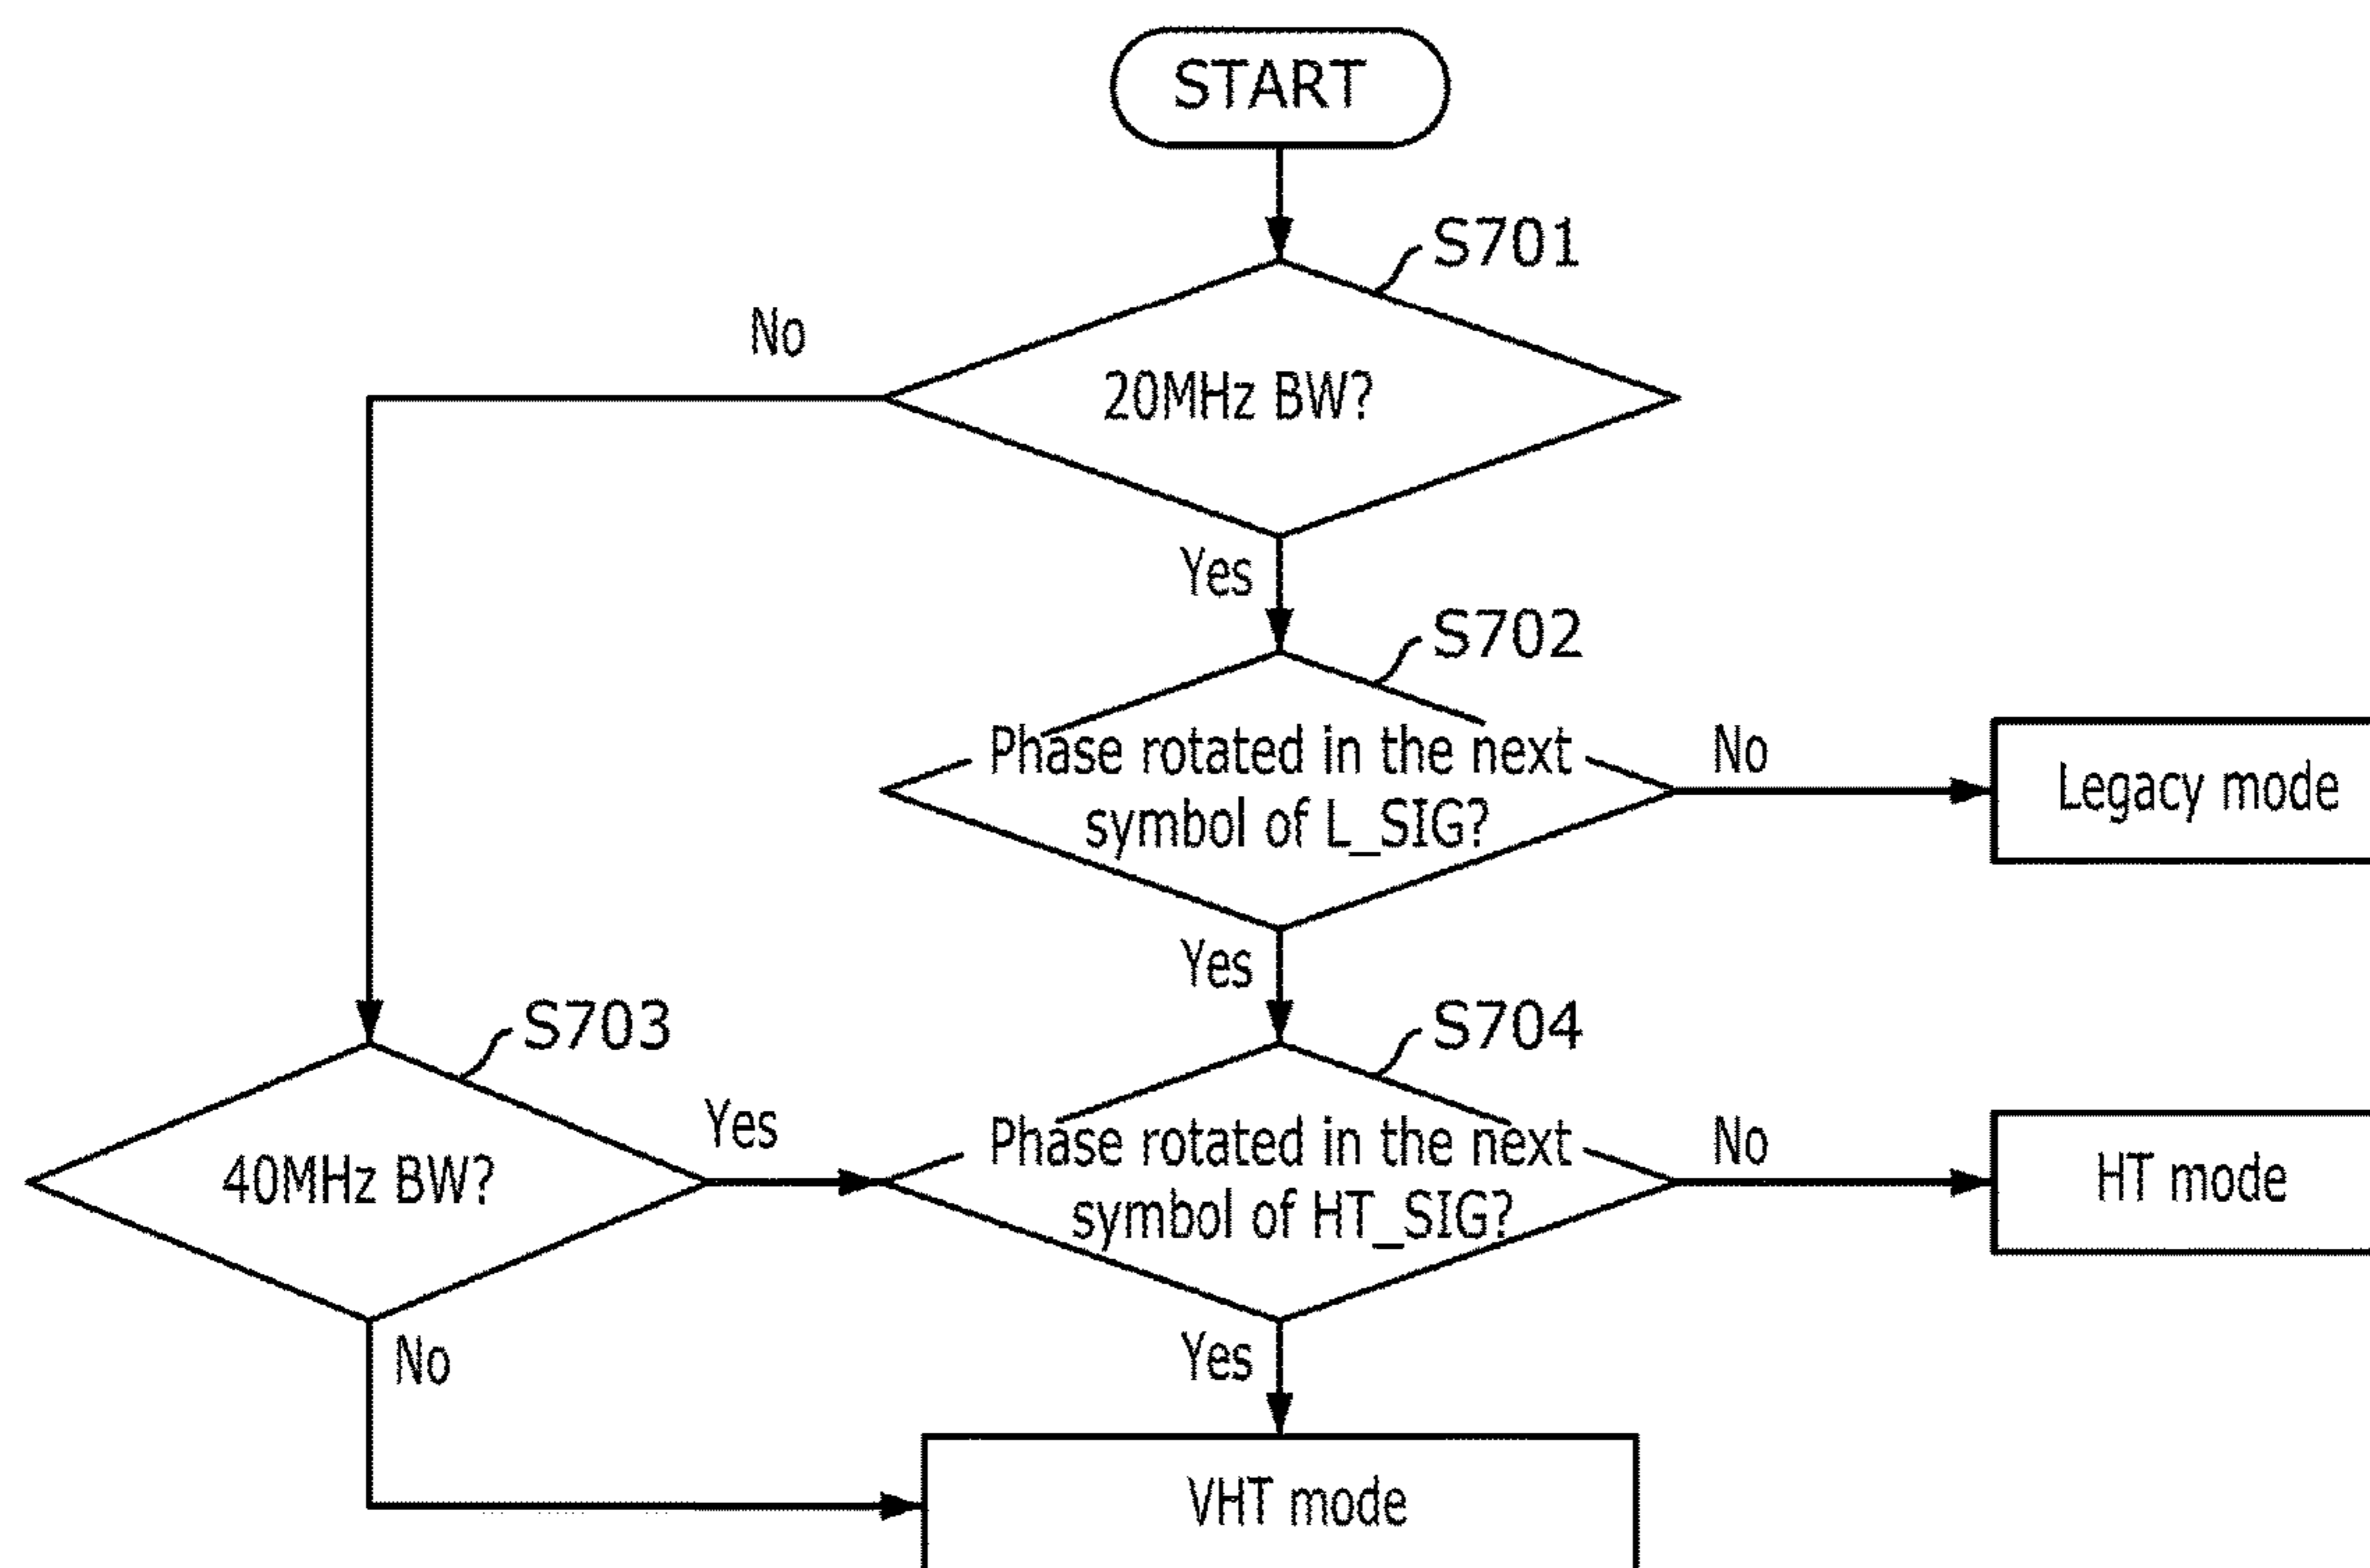 START
S701
No
20MHz BW?
Yes
S702
Phase rotated in the next
symbol of L_SIG?
No
Legacy mode
Yes
S703
S704
40MHz BW?
Yes
Phase rotated in the next
symbol of HT_SIG?
No
HT mode
No
Yes
VHT mode